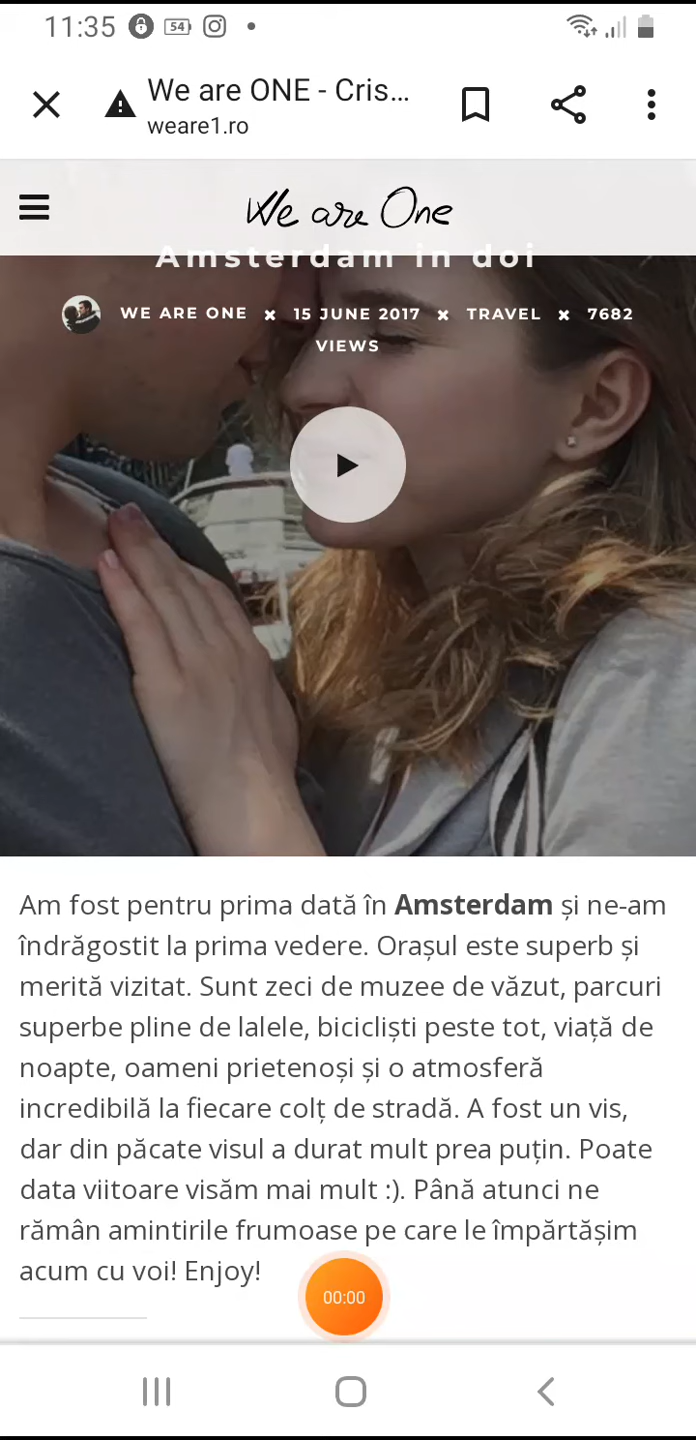 11:35
54
We are ONE - Cris...
weare1.ro
We are One
Amsterdam in doi
WE ARE ONE × 15 JUNE 2017 × TRAVEL × 7682
VIEWS
Am fost pentru prima dată în Amsterdam și ne-am
îndrăgostit la prima vedere. Orașul este superb și
merită vizitat. Sunt zeci de muzee de văzut, parcuri
superbe pline de lalele, bicicliști peste tot, viață de
noapte, oameni prietenoși și o atmosferă
incredibilă la fiecare colț de stradă. A fost un vis,
dar din păcate visul a durat mult prea puțin. Poate
data viitoare visăm mai mult :). Până atunci ne
rămân amintirile frumoase pe care le împărtășim
acum cu voi! Enjoy!
00:00